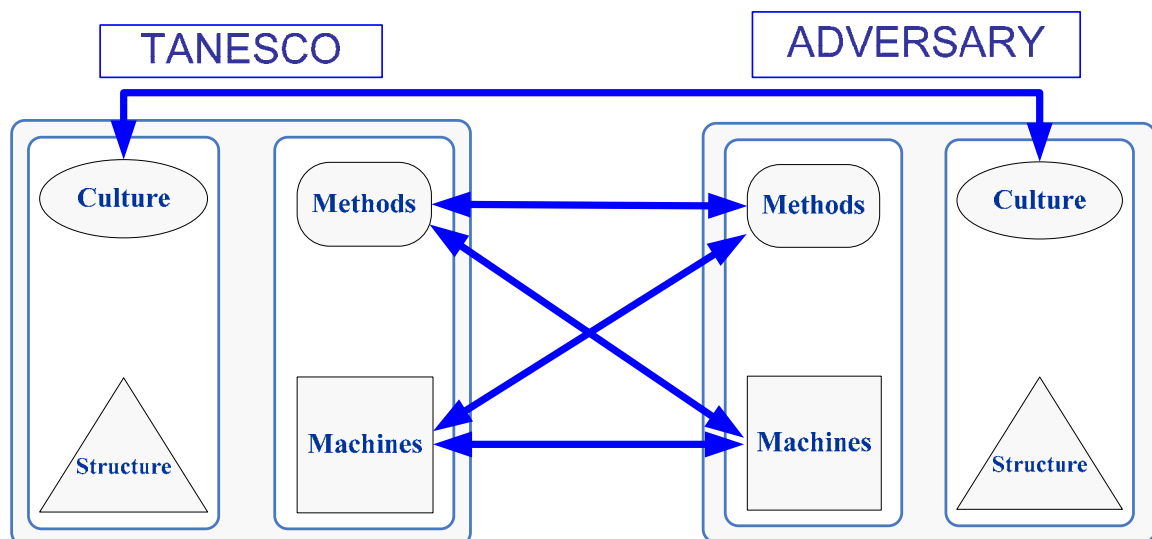 TANESCO
ADVERSARY
Culture
Methods
Methods
Culture
Structure
Machines
Machines
Structure